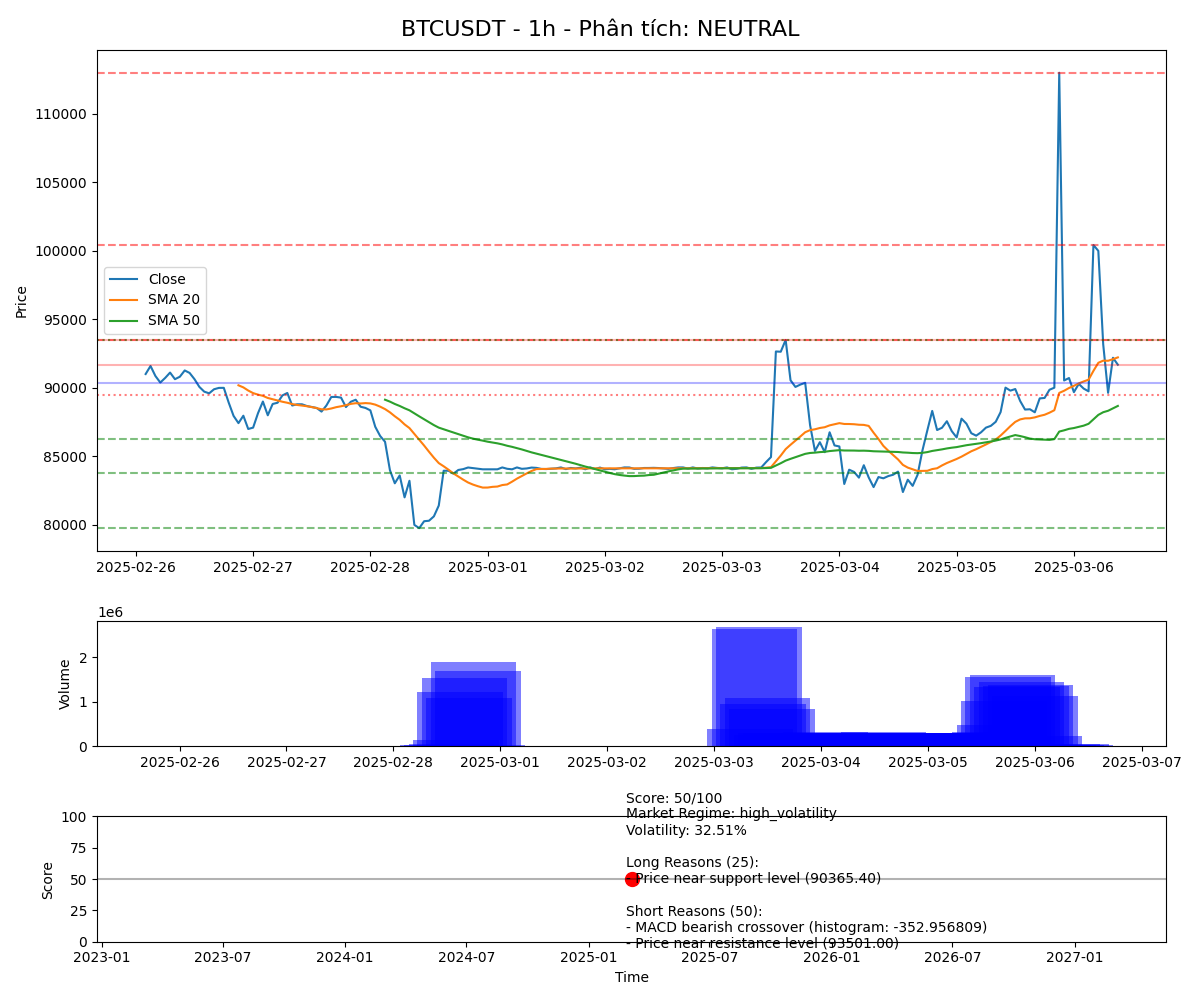 BTCUSDT - 1h - Phân tích: NEUTRAL
110000
105000
100000
95000
90000
85000
80000
Price
Close
SMA 20
SMA 50
2025-02-26
2025-02-27
2025-02-28
2025-03-01
2025-03-02
2025-03-03
2025-03-04
2025-03-05
2025-03-06
1e6
2
1
0
Volume
2025-02-26
2025-02-27
2025-02-28
2025-03-01
2025-03-02
2025-03-03
2025-03-04
2025-03-05
2025-03-06
2025-03-07
Score: 50/100
Market Regime: high_volatility
Volatility: 32.51%
Long Reasons (25):
- Price near support level (90365.40)
Short Reasons (50):
- MACD bearish crossover (histogram: -352.956809)
- Price near resistance level (93501.00)
100
75
50
25
0
Score
2023-01
2023-07
2024-01
2024-07
2025-01
2025-07
2026-01
2026-07
2027-01
Time